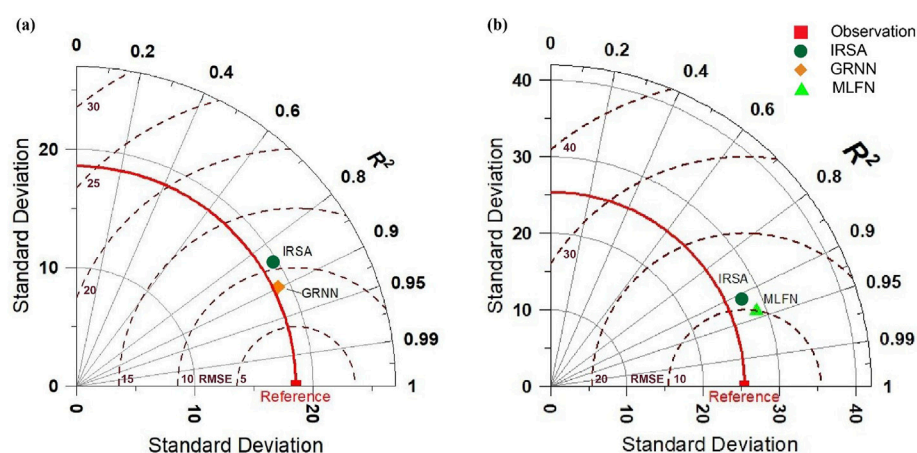 (a)
0
0.2
0.4
0.6
0.8
0.9
0.95
0.99
1
R²
30
25
20
15
10
RMSE
5
20
10
0
Standard Deviation
IRSA
GRNN
Reference
10
20
Standard Deviation
(b)
Observation
IRSA
GRNN
MLFN
0
0.2
0.4
0.6
0.8
0.9
0.95
0.99
1
R²
40
30
20
RMSE
10
40
30
20
10
0
Standard Deviation
IRSA
MLFN
Reference
0
10
20
30
40
Standard Deviation